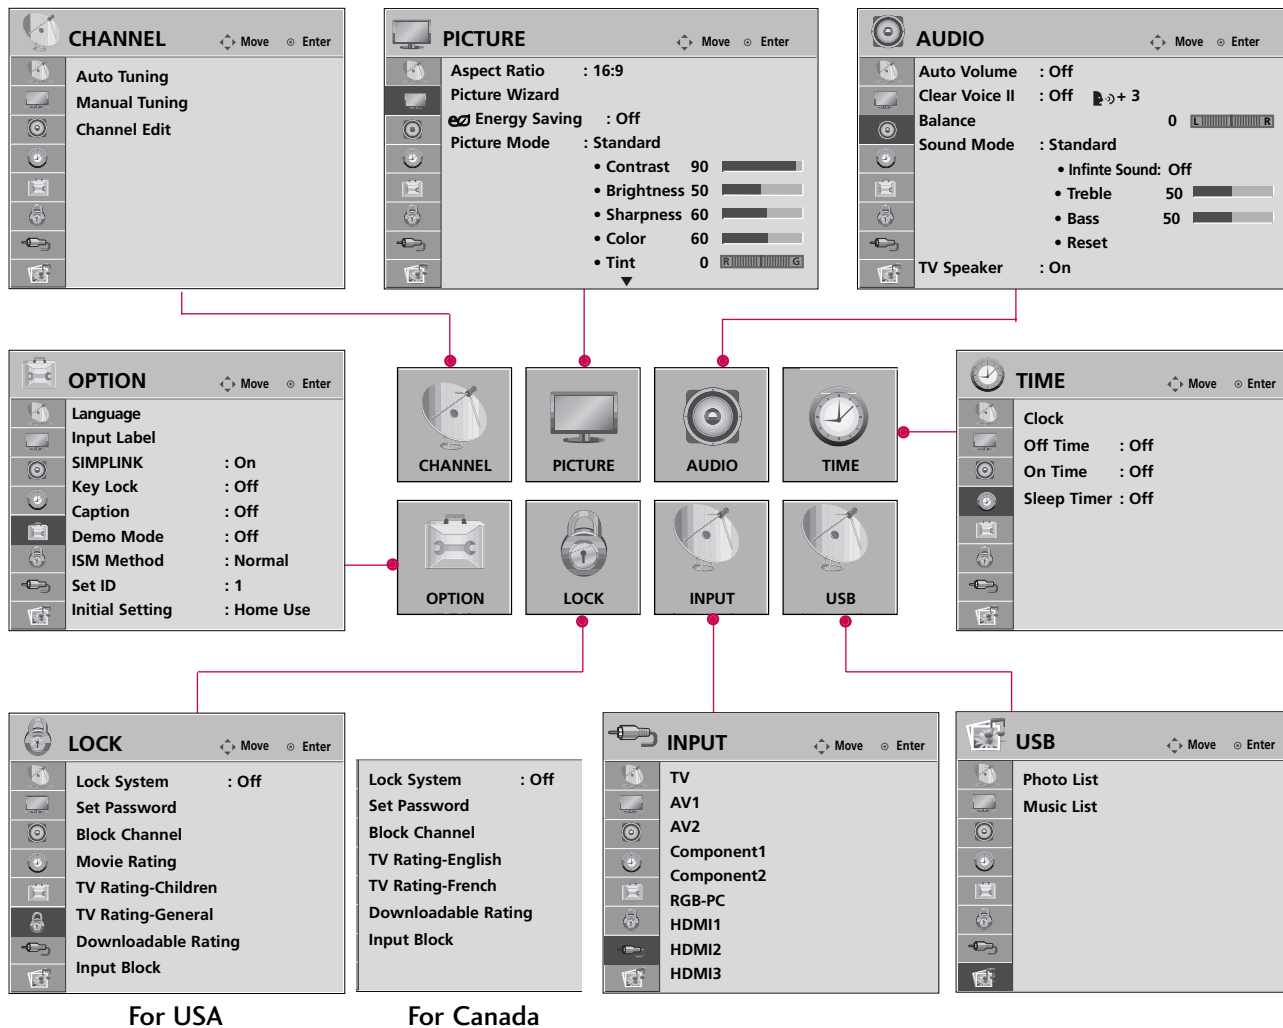 CHANNEL Move Enter
Auto Tuning
Manual Tuning
Channel Edit
PICTURE Move Enter
Aspect Ratio : 16:9
Picture Wizard
Energy Saving : Off
Picture Mode : Standard
• Contrast 90
• Brightness 50
• Sharpness 60
• Color 60
• Tint 0 R G
AUDIO Move Enter
Auto Volume : Off
Clear Voice II : Off + 3
Balance 0 L R
Sound Mode : Standard
• Infinte Sound: Off
• Treble 50
• Bass 50
• Reset
TV Speaker : On
OPTION Move Enter
Language
Input Label
SIMPLINK : On
Key Lock : Off
Caption : Off
Demo Mode : Off
ISM Method : Normal
Set ID : 1
Initial Setting : Home Use
CHANNEL
PICTURE
AUDIO
TIME
OPTION
LOCK
INPUT
USB
TIME Move Enter
Clock
Off Time : Off
On Time : Off
Sleep Timer : Off
LOCK Move Enter
Lock System : Off
Set Password
Block Channel
Movie Rating
TV Rating-Children
TV Rating-General
Downloadable Rating
Input Block
For USA
Lock System : Off
Set Password
Block Channel
TV Rating-English
TV Rating-French
Downloadable Rating
Input Block
For Canada
INPUT Move Enter
TV
AV1
AV2
Component1
Component2
RGB-PC
HDMI1
HDMI2
HDMI3
USB Move Enter
Photo List
Music List